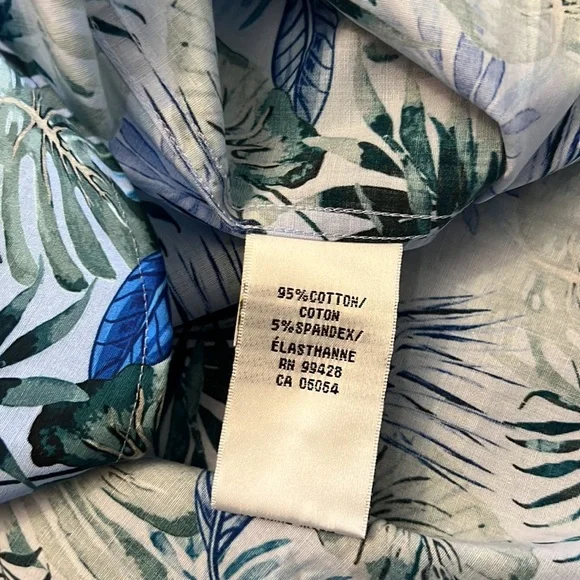 95%COTTON/
COTON
5%SPANDEX/
ÉLASTHANNE
RN 99428
CA 05054